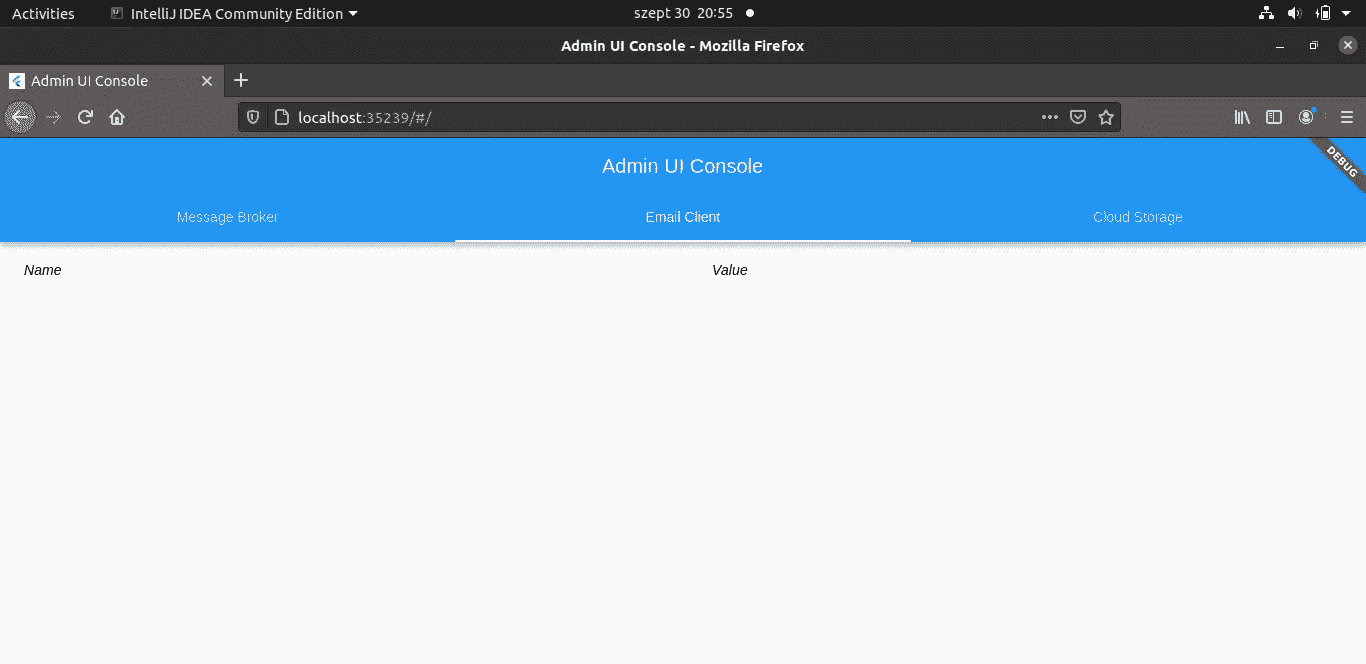 Activities IntelliJ IDEA Community Edition szept 30 20:55
Admin UI Console - Mozilla Firefox
Admin UI Console
localhost:35239/#/
Admin UI Console
DEBUG
Message Broker Email Client Cloud Storage
Name Value